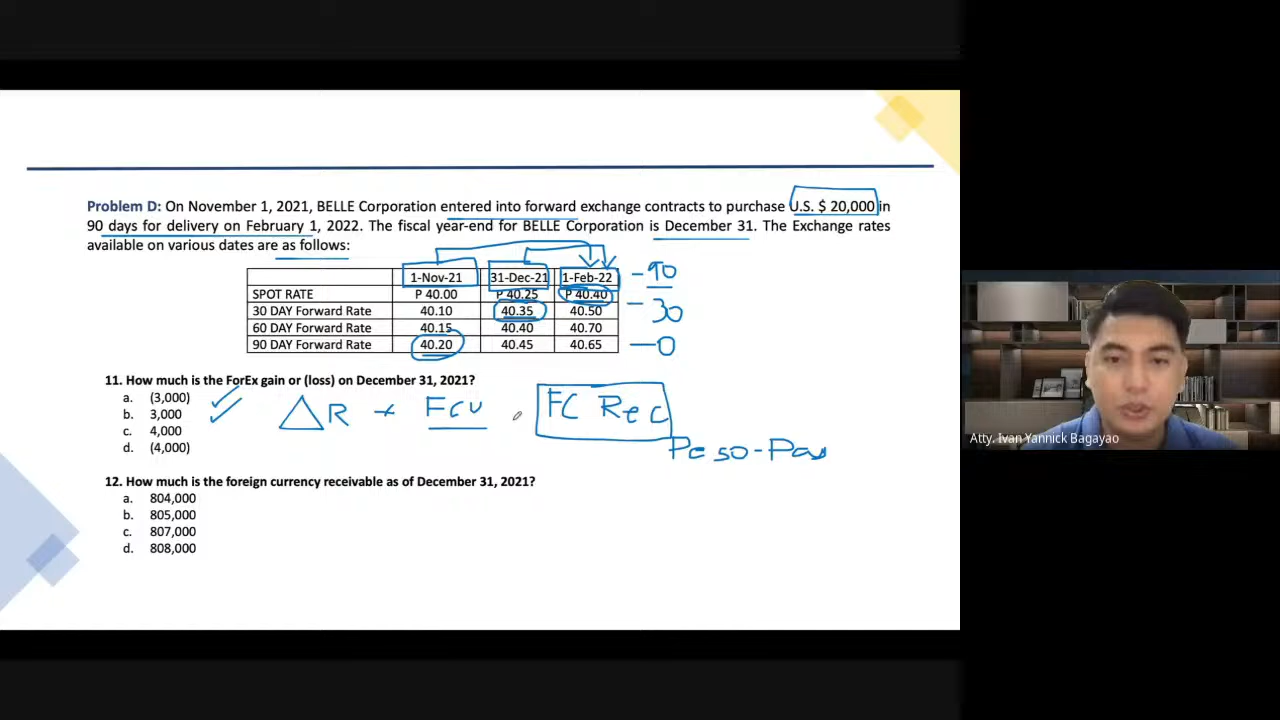 Problem D: On November 1, 2021, BELLE Corporation entered into forward exchange contracts to purchase U.S. $ 20,000 in
90 days for delivery on February 1, 2022. The fiscal year-end for BELLE Corporation is December 31. The Exchange rates
available on various dates are as follows:
1-Nov-21 31-Dec-21 1-Feb-22 - 90
SPOT RATE P 40.00 P 40.25 P 40.40
30 DAY Forward Rate 40.10 40.35 40.50 - 30
60 DAY Forward Rate 40.15 40.40 40.70
90 DAY Forward Rate 40.20 40.45 40.65 - 0
11. How much is the ForEx gain or (loss) on December 31, 2021?
a. (3,000)
b. 3,000
c. 4,000
d. (4,000)
△R × FCU FC Rec
Peso-Pay
12. How much is the foreign currency receivable as of December 31, 2021?
a. 804,000
b. 805,000
c. 807,000
d. 808,000
Atty. Ivan Yannick Bagayao